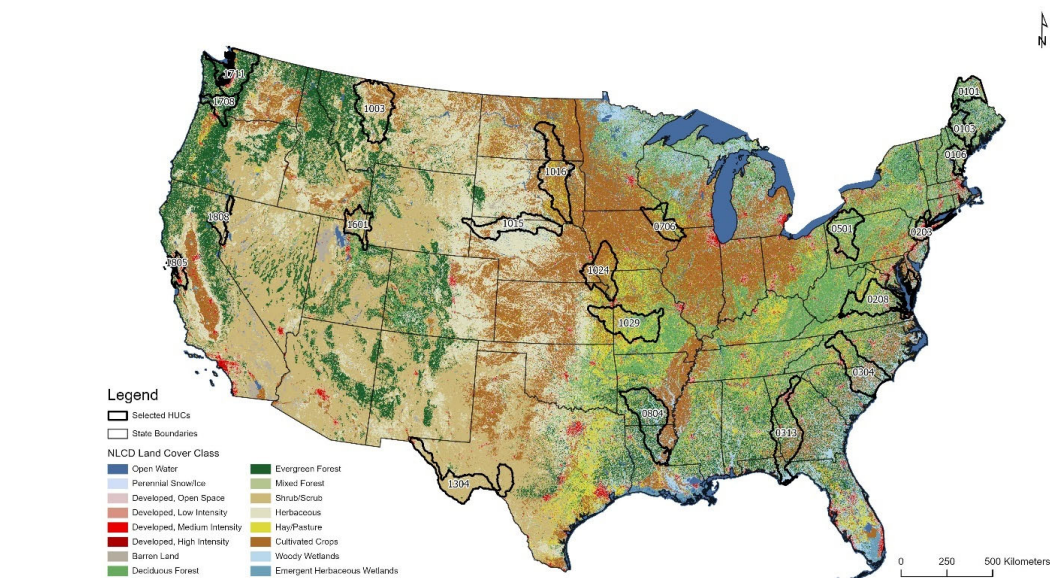 N
1711
1708
1003
0101
0103
0106
1016
1808
1601
1015
0706
0501
0203
1805
1024
0208
1029
0304
0804
0313
1304
Legend
Selected HUCs
State Boundaries
NLCD Land Cover Class
Open Water
Perennial Snow/Ice
Developed, Open Space
Developed, Low Intensity
Developed, Medium Intensity
Developed, High Intensity
Barren Land
Deciduous Forest
Evergreen Forest
Mixed Forest
Shrub/Scrub
Herbaceous
Hay/Pasture
Cultivated Crops
Woody Wetlands
Emergent Herbaceous Wetlands
0 250 500 Kilometers